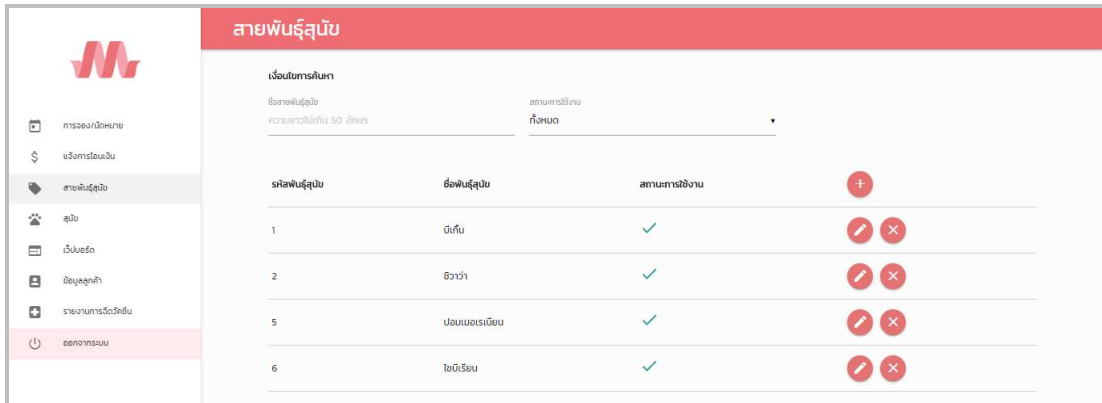 สายพันธุ์สุนัข
เงื่อนไขการค้นหา
ชื่อสายพันธุ์สุนัข สถานะการใช้งาน
ความยาวไม่เกิน 50 อักษร ทั้งหมด
การจอง/นัดหมาย
แจ้งการโอนเงิน
สายพันธุ์สุนัข
สุนัข
เว็ปบอร์ด
ข้อมูลลูกค้า
รายงานการฉีดวัคซีน
ออกจากระบบ
รหัสพันธุ์สุนัข ชื่อพันธุ์สุนัข สถานะการใช้งาน
1 บีเกิ้น
2 ชิวาว่า
5 ปอมเมอเรเนียน
6 ไซบีเรียน